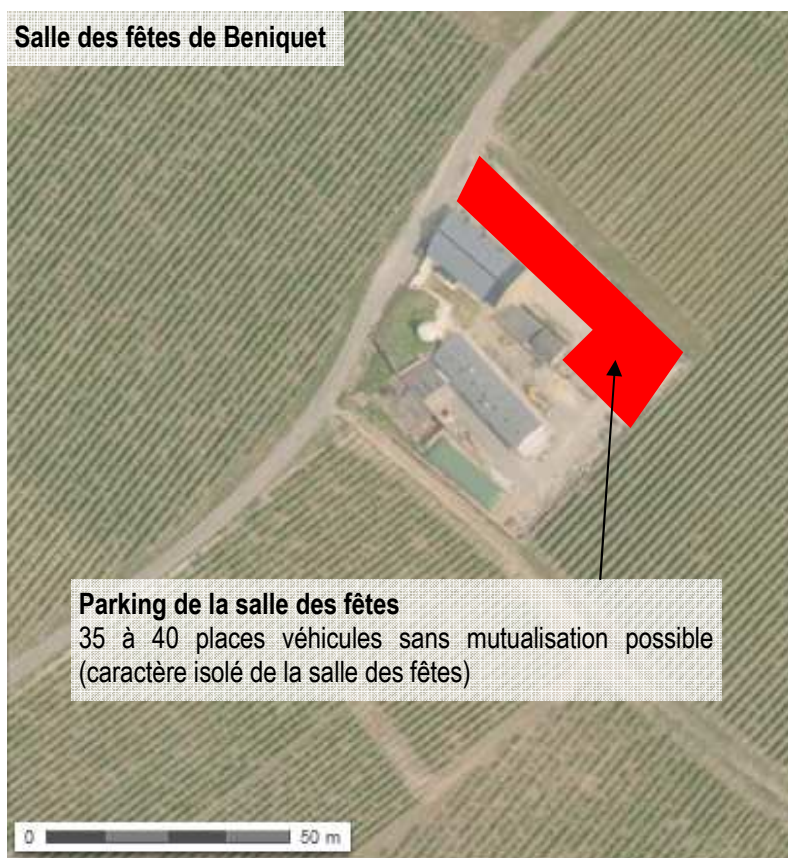 Salle des fêtes de Beniquet
Parking de la salle des fêtes
35 à 40 places véhicules sans mutualisation possible
(caractère isolé de la salle des fêtes)
0 50 m